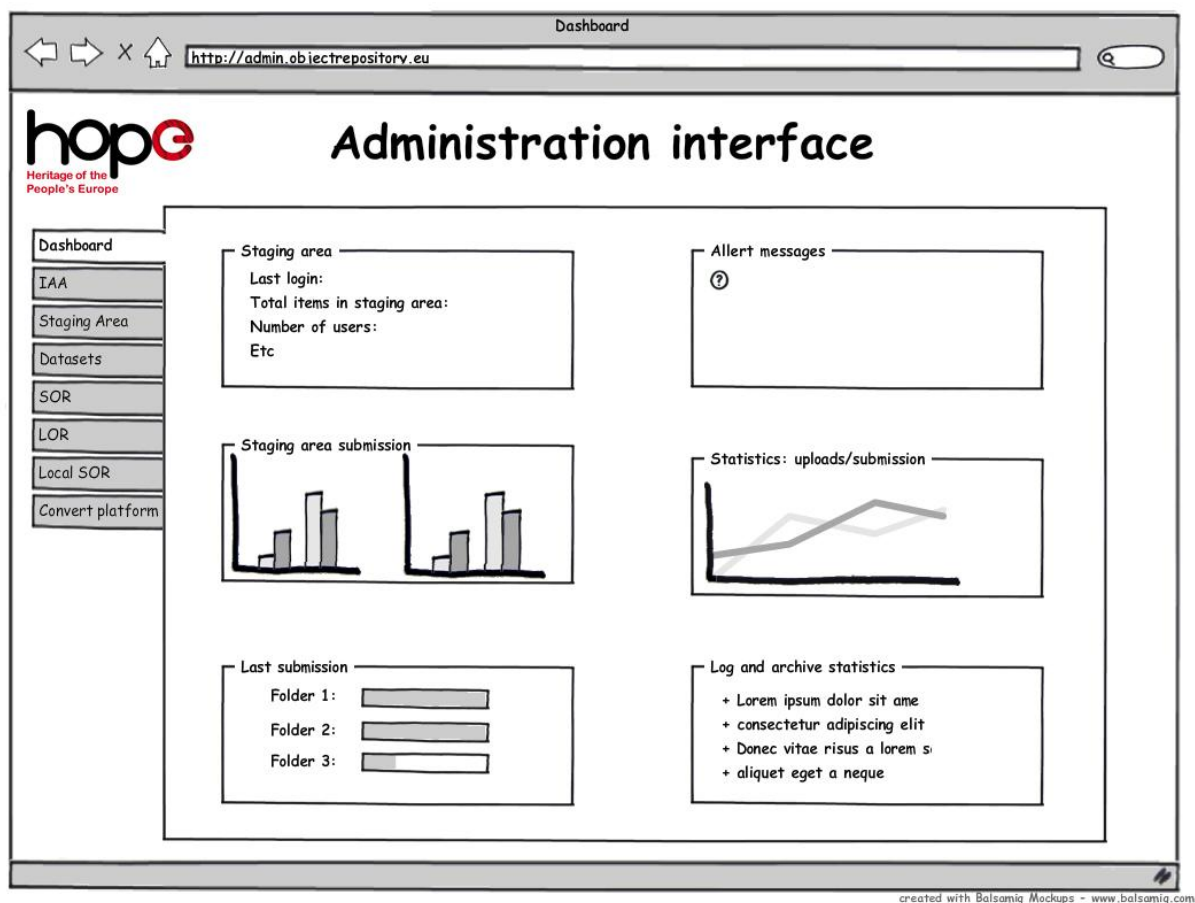 Dashboard
http://admin.objectrepository.eu
hope
Heritage of the
People's Europe
Administration interface
Dashboard
IAA
Staging Area
Datasets
SOR
LOR
Local SOR
Convert platform
Staging area
Last login:
Total items in staging area:
Number of users:
Etc
Allert messages
?
Staging area submission
Statistics: uploads/submission
Last submission
Folder 1:
Folder 2:
Folder 3:
Log and archive statistics
+ Lorem ipsum dolor sit ame
+ consectetur adipiscing elit
+ Donec vitae risus a lorem s
+ aliquet eget a neque
created with Balsamiq Mockups - www.balsamiq.com